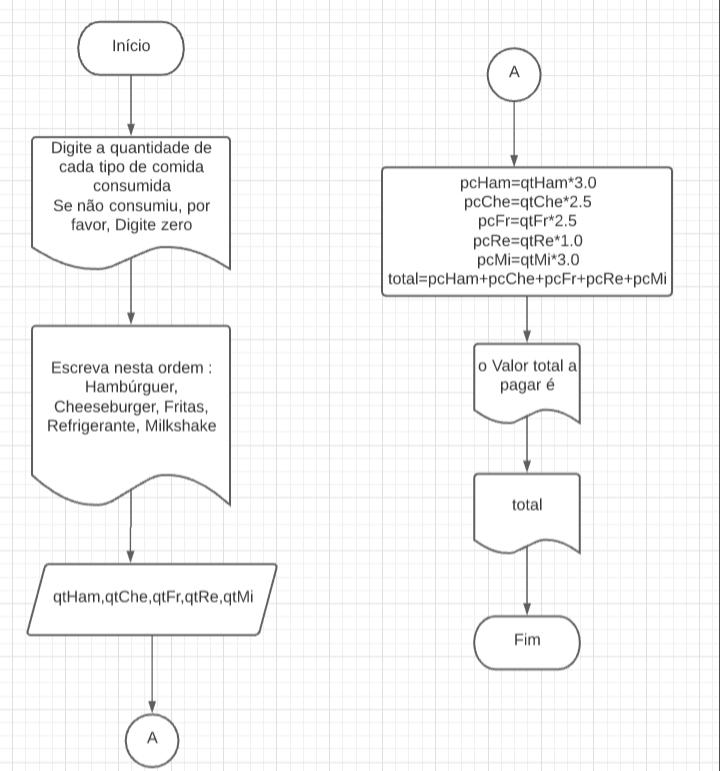 Início
Digite a quantidade de
cada tipo de comida
consumida
Se não consumiu, por
favor, Digite zero
Escreva nesta ordem :
Hambúrguer,
Cheeseburger, Fritas,
Refrigerante, Milkshake
qtHam,qtChe,qtFr,qtRe,qtMi
A
A
pcHam=qtHam*3.0
pcChe=qtChe*2.5
pcFr=qtFr*2.5
pcRe=qtRe*1.0
pcMi=qtMi*3.0
total=pcHam+pcChe+pcFr+pcRe+pcMi
o Valor total a
pagar é
total
Fim